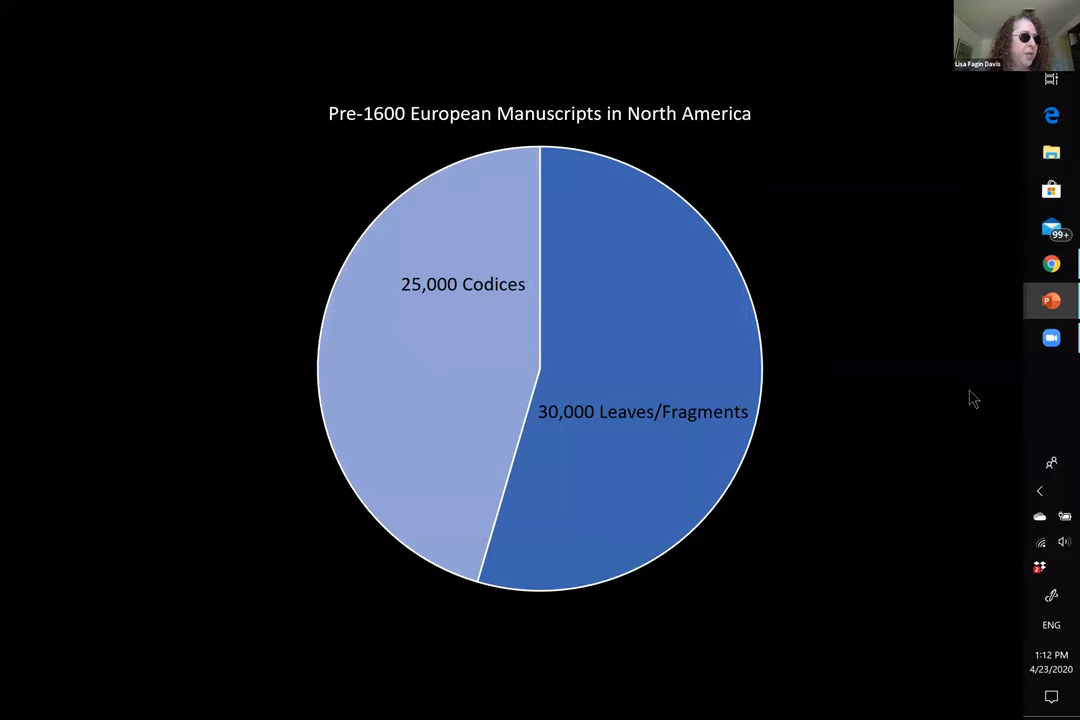 Lisa Fagin Davis
Pre-1600 European Manuscripts in North America
99+
25,000 Codices
P
30,000 Leaves/Fragments
2
ENG
1:12 PM
4/23/2020